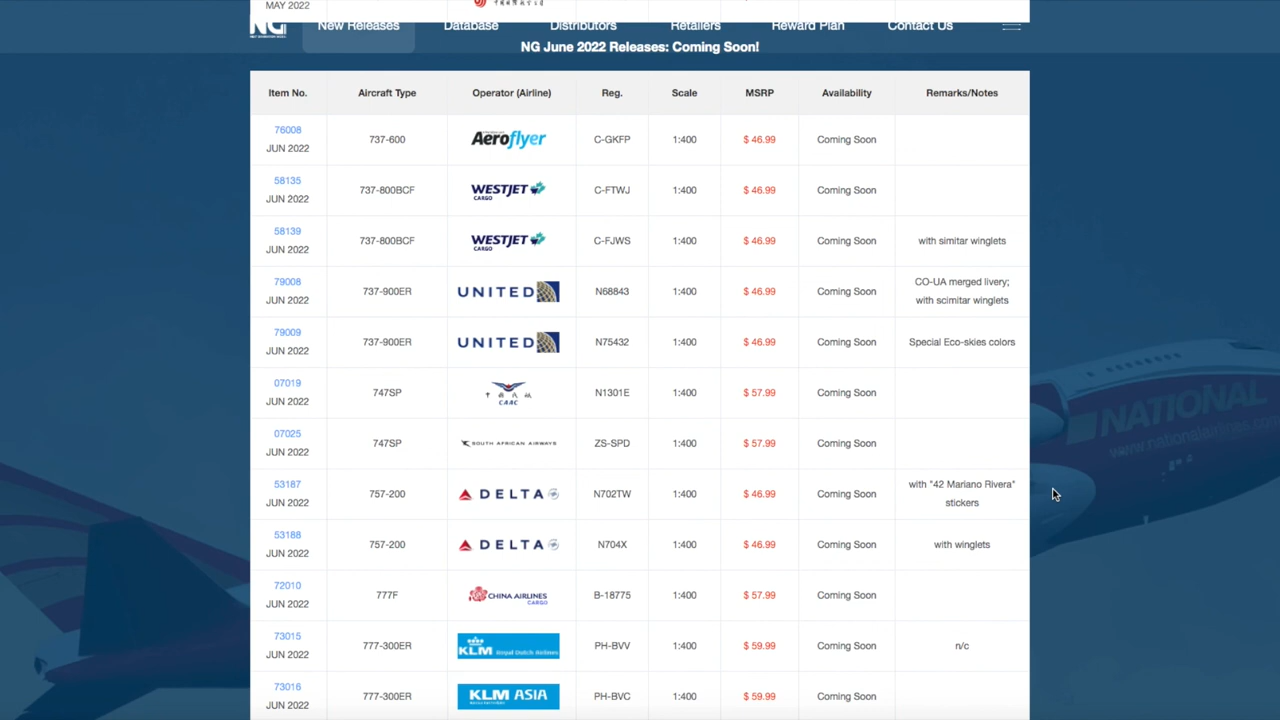 MAY 2022
NG
New Releases Database Distributors Retailers Reward Plan Contact Us
NG June 2022 Releases: Coming Soon!
Item No. Aircraft Type Operator (Airline) Reg. Scale MSRP Availability Remarks/Notes
76008
JUN 2022 737-600 Aeroflyer C-GKFP 1:400 $ 46.99 Coming Soon
58135
JUN 2022 737-800BCF WESTJET CARGO C-FTWJ 1:400 $ 46.99 Coming Soon
58139
JUN 2022 737-800BCF WESTJET CARGO C-FJWS 1:400 $ 46.99 Coming Soon with simitar winglets
79008
JUN 2022 737-900ER UNITED N68843 1:400 $ 46.99 Coming Soon CO-UA merged livery;
with scimitar winglets
79009
JUN 2022 737-900ER UNITED N75432 1:400 $ 46.99 Coming Soon Special Eco-skies colors
07019
JUN 2022 747SP CAAC N1301E 1:400 $ 57.99 Coming Soon
07025
JUN 2022 747SP SOUTH AFRICAN AIRWAYS ZS-SPD 1:400 $ 57.99 Coming Soon
53187
JUN 2022 757-200 DELTA N702TW 1:400 $ 46.99 Coming Soon with "42 Mariano Rivera"
stickers
53188
JUN 2022 757-200 DELTA N704X 1:400 $ 46.99 Coming Soon with winglets
72010
JUN 2022 777F CHINA AIRLINES CARGO B-18775 1:400 $ 57.99 Coming Soon
73015
JUN 2022 777-300ER KLM Royal Dutch Airlines PH-BVV 1:400 $ 59.99 Coming Soon n/c
73016
JUN 2022 777-300ER KLM ASIA PH-BVC 1:400 $ 59.99 Coming Soon
NATIONAL